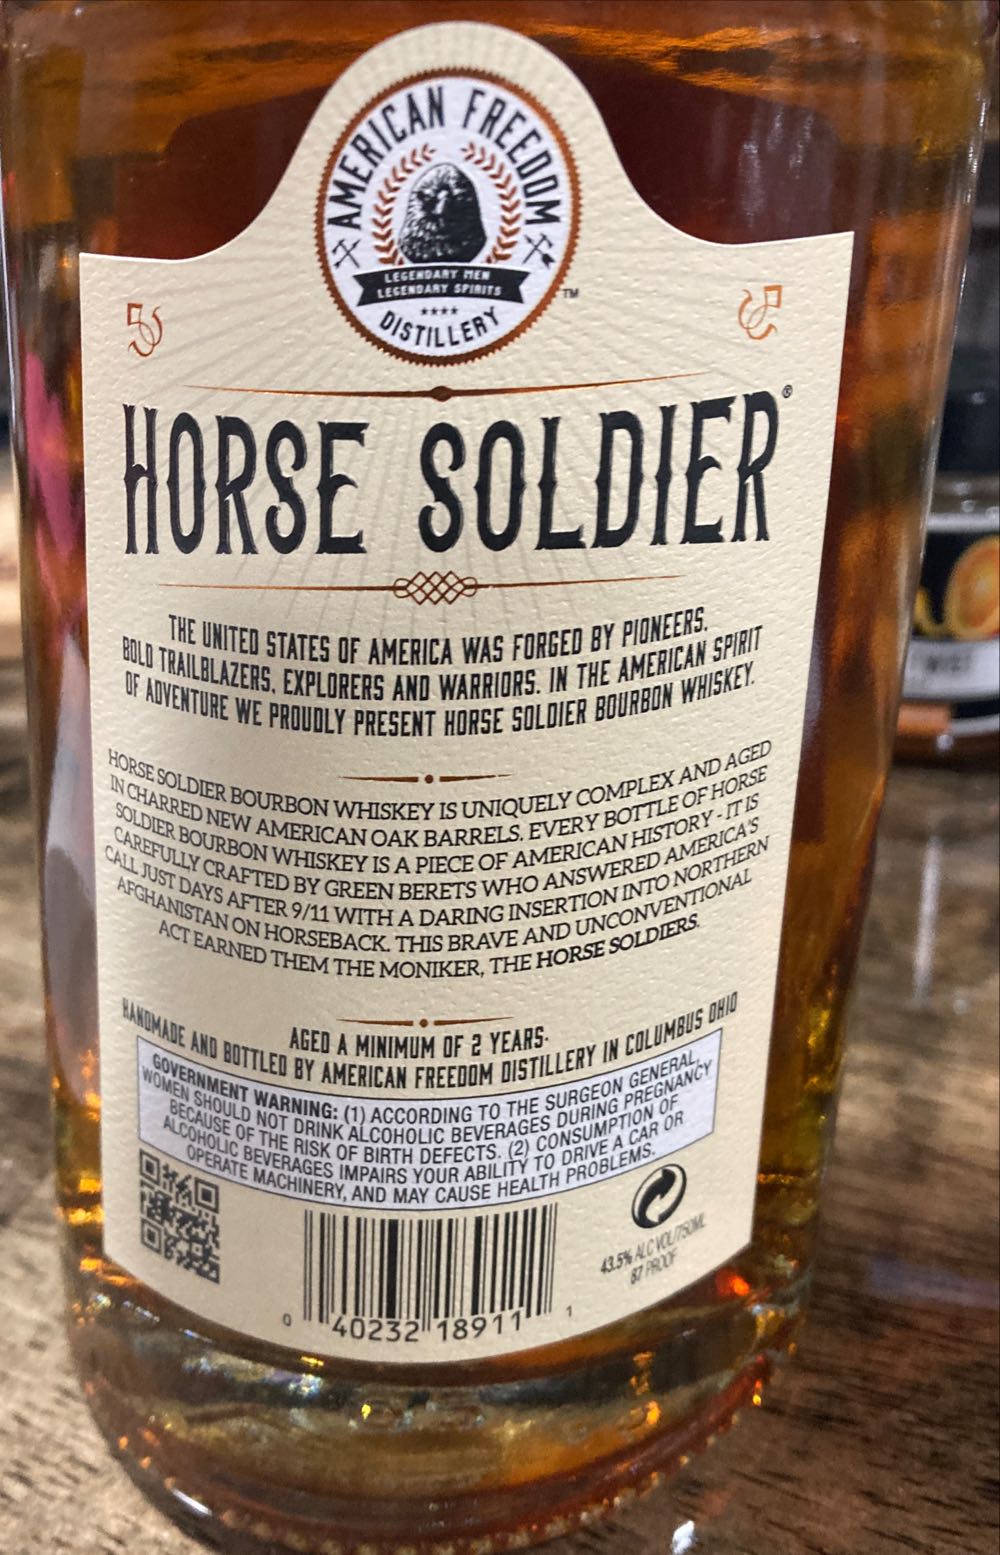 AMERICAN FREEDOM
LEGENDARY MEN
LEGENDARY SPIRITS
DISTILLERY
TM
HORSE SOLDIER®
THE UNITED STATES OF AMERICA WAS FORGED BY PIONEERS,
BOLD TRAILBLAZERS, EXPLORERS AND WARRIORS. IN THE AMERICAN SPIRIT
OF ADVENTURE WE PROUDLY PRESENT HORSE SOLDIER BOURBON WHISKEY.
HORSE SOLDIER BOURBON WHISKEY IS UNIQUELY COMPLEX AND AGED
IN CHARRED NEW AMERICAN OAK BARRELS. EVERY BOTTLE OF HORSE
SOLDIER BOURBON WHISKEY IS A PIECE OF AMERICAN HISTORY - IT IS
CAREFULLY CRAFTED BY GREEN BERETS WHO ANSWERED AMERICA'S
CALL JUST DAYS AFTER 9/11 WITH A DARING INSERTION INTO NORTHERN
AFGHANISTAN ON HORSEBACK. THIS BRAVE AND UNCONVENTIONAL
ACT EARNED THEM THE MONIKER, THE HORSE SOLDIERS.
AGED A MINIMUM OF 2 YEARS.
HANDMADE AND BOTTLED BY AMERICAN FREEDOM DISTILLERY IN COLUMBUS OHIO
GOVERNMENT WARNING: (1) ACCORDING TO THE SURGEON GENERAL,
WOMEN SHOULD NOT DRINK ALCOHOLIC BEVERAGES DURING PREGNANCY
BECAUSE OF THE RISK OF BIRTH DEFECTS. (2) CONSUMPTION OF
ALCOHOLIC BEVERAGES IMPAIRS YOUR ABILITY TO DRIVE A CAR OR
OPERATE MACHINERY, AND MAY CAUSE HEALTH PROBLEMS.
43.5% ALC VOL/750ML
87 PROOF
0 40232 18911 1